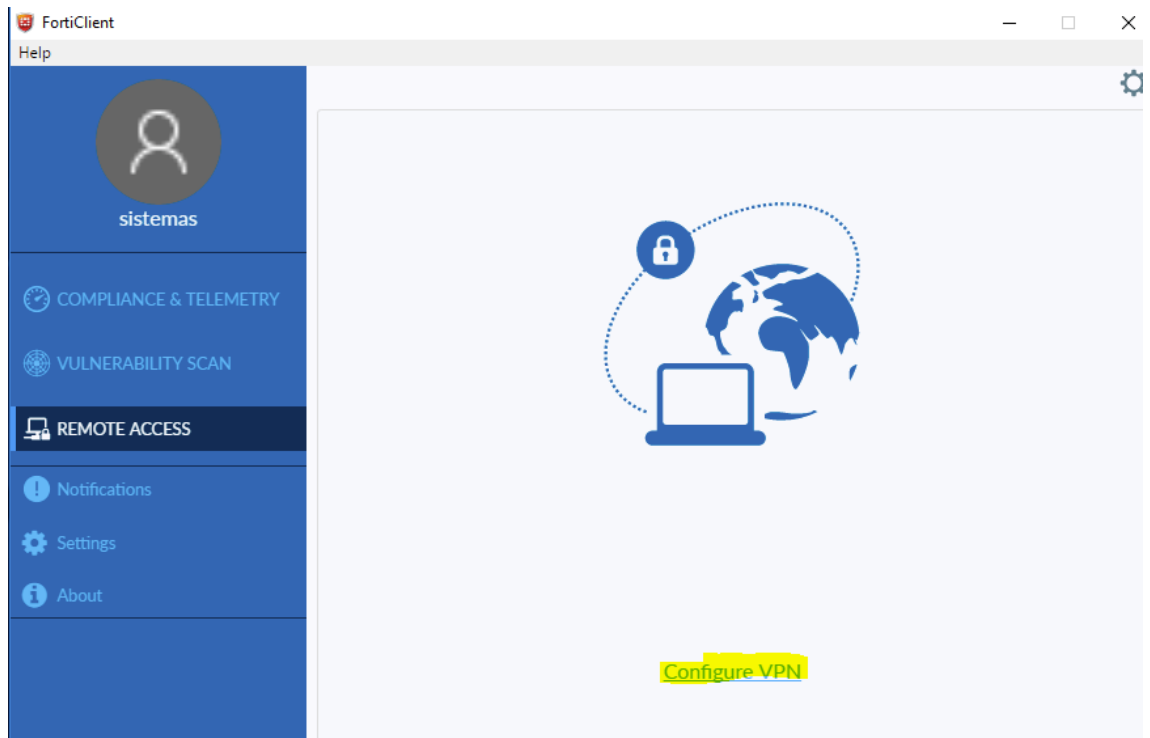 FortiClient
Help
sistemas
COMPLIANCE & TELEMETRY
VULNERABILITY SCAN
REMOTE ACCESS
Notifications
Settings
About
Configure VPN